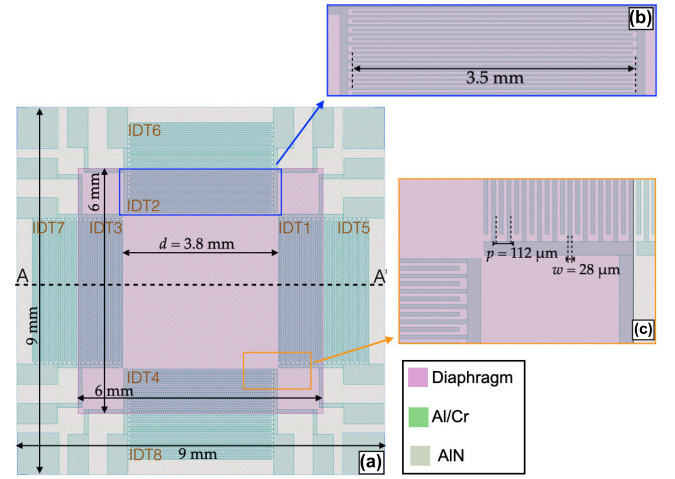 (b)
3.5 mm
IDT6
6 mm
IDT2
IDT7
IDT3
IDT1
IDT5
d = 3.8 mm
A
A'
9 mm
p = 112 μm
w = 28 μm
(c)
IDT4
6 mm
IDT8
9 mm
(a)
Diaphragm
Al/Cr
AlN